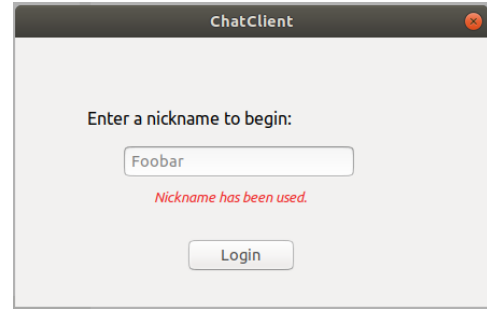 ChatClient
Enter a nickname to begin:
Foobar
Nickname has been used.
Login